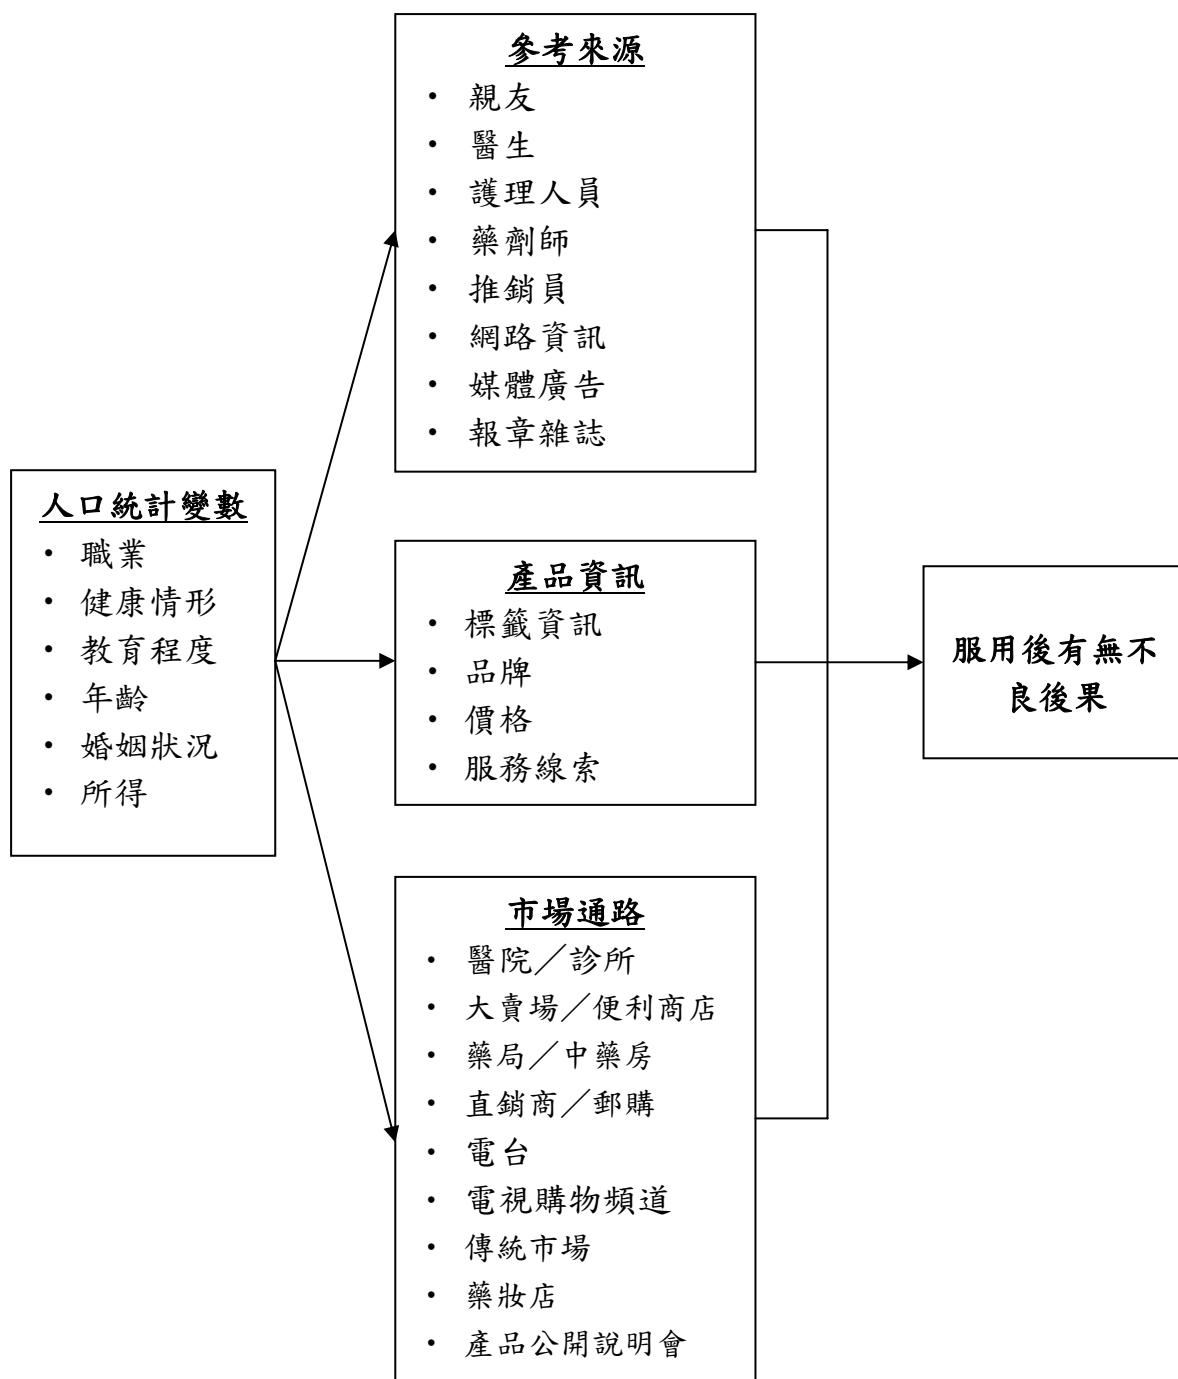 參考來源
· 親友
· 醫生
· 護理人員
· 藥劑師
· 推銷員
· 網路資訊
· 媒體廣告
· 報章雜誌
人口統計變數
· 職業
· 健康情形
· 教育程度
· 年齡
· 婚姻狀況
· 所得
產品資訊
· 標籤資訊
· 品牌
· 價格
· 服務線索
服用後有無不
良後果
市場通路
· 醫院／診所
· 大賣場／便利商店
· 藥局／中藥房
· 直銷商／郵購
· 電台
· 電視購物頻道
· 傳統市場
· 藥妝店
· 產品公開說明會